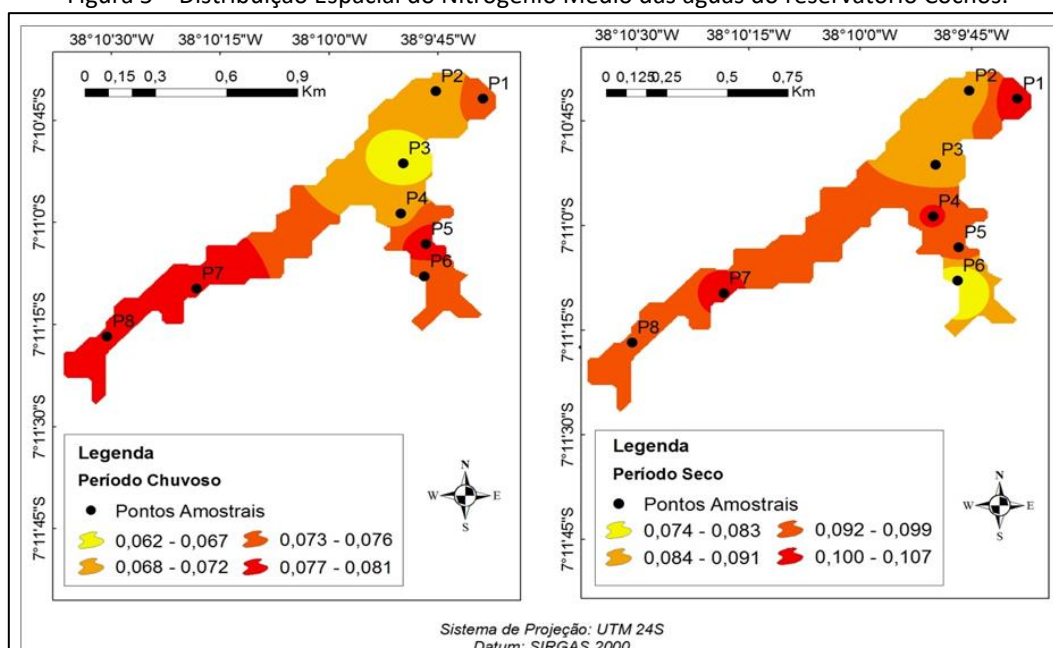 Figura 5 – Distribuição Espacial do Nitrogênio Médio das águas do reservatório Cochos.
38°10'30"W 38°10'15"W 38°10'0"W 38°9'45"W
0 0,15 0,3 0,6 0,9
Km
7°10'45"S
7°11'0"S
7°11'15"S
7°11'30"S
7°11'45"S
P2
P1
P3
P4
P5
P6
P7
P8
Legenda
Período Chuvoso
Pontos Amostrais
0,062 - 0,067 0,073 - 0,076
0,068 - 0,072 0,077 - 0,081
N
W E
S
38°10'30"W 38°10'15"W 38°10'0"W 38°9'45"W
0 0,125 0,25 0,5 0,75
Km
7°10'45"S
7°11'0"S
7°11'15"S
7°11'30"S
7°11'45"S
P2
P1
P3
P4
P5
P6
P7
P8
Legenda
Período Seco
Pontos Amostrais
0,074 - 0,083 0,092 - 0,099
0,084 - 0,091 0,100 - 0,107
N
W E
S
Sistema de Projeção: UTM 24S
Datum: SIRGAS 2000